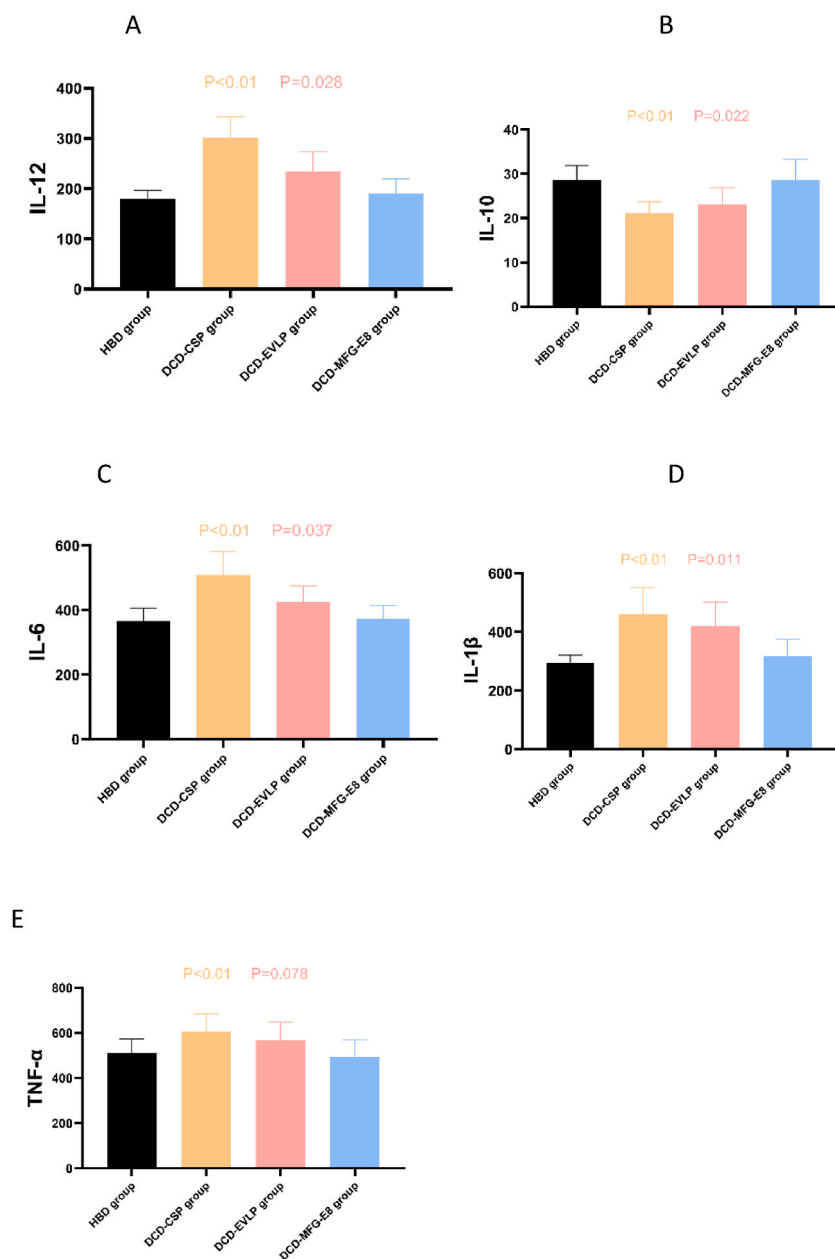 A
P<0.01 P=0.028
400
300
200
100
0
IL-12
HBD group
DCD-CSP group
DCD-EVLP group
DCD-MFG-E8 group
B
P<0.01 P=0.022
40
30
20
10
0
IL-10
HBD group
DCD-CSP group
DCD-EVLP group
DCD-MFG-E8 group
C
P<0.01 P=0.037
600
400
200
0
IL-6
HBD group
DCD-CSP group
DCD-EVLP group
DCD-MFG-E8 group
D
P<0.01 P=0.011
600
400
200
0
IL-1β
HBD group
DCD-CSP group
DCD-EVLP group
DCD-MFG-E8 group
E
P<0.01 P=0.078
800
600
400
200
0
TNF-α
HBD group
DCD-CSP group
DCD-EVLP group
DCD-MFG-E8 group